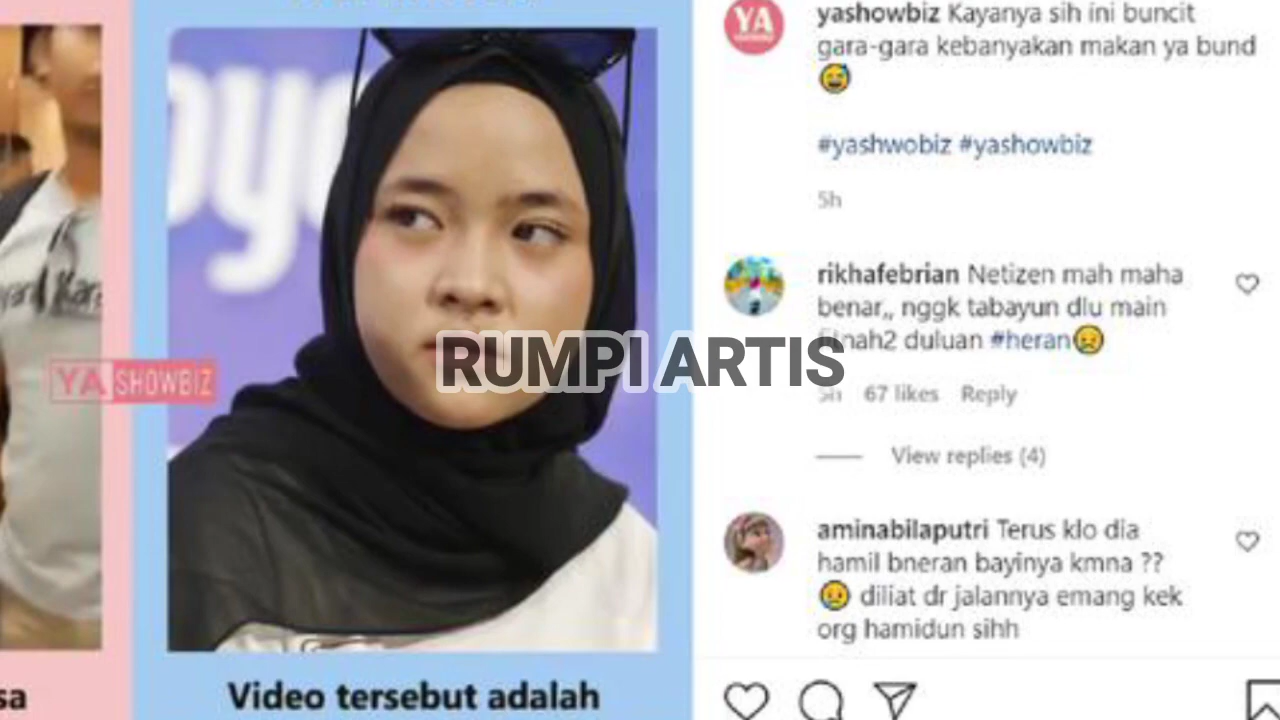 yashowbiz Kayanya sih ini buncit
gara-gara kebanyakan makan ya bund
😅
#yashwobiz #yashowbiz
5h
rikhafebrian Netizen mah maha
benar,, nggk tabayun dlu main
fitnah2 duluan #heran😢
5h 67 likes Reply
View replies (4)
aminabilaputri Terus klo dia
hamil bneran bayinya kmna ??
😢 diliat dr jalannya emang kek
org hamidun sihh
YA
YA SHOWBIZ
RUMPI ARTIS
sa
Video tersebut adalah